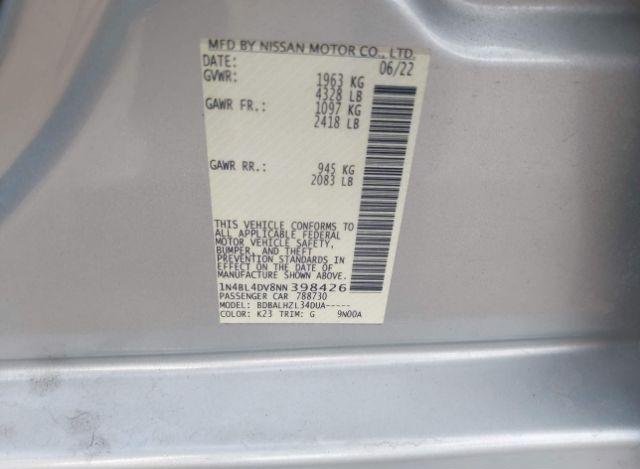 MFD BY NISSAN MOTOR CO., LTD.
DATE: 06/22
GVWR: 1963 KG
4328 LB
GAWR FR.: 1097 KG
2418 LB
GAWR RR.: 945 KG
2083 LB
THIS VEHICLE CONFORMS TO
ALL APPLICABLE FEDERAL
MOTOR VEHICLE SAFETY,
BUMPER, AND THEFT
PREVENTION STANDARDS IN
EFFECT ON THE DATE OF
MANUFACTURE SHOWN ABOVE.
1N4BL4DV8NN398426
PASSENGER CAR 788730
MODEL: BDBALHZL34DUA-----
COLOR: K23 TRIM: G 9N00A